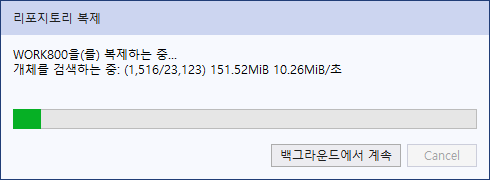 리포지토리 복제
WORK800을(를) 복제하는 중...
개체를 검색하는 중: (1,516/23,123) 151.52MiB 10.26MiB/초
백그라운드에서 계속
Cancel